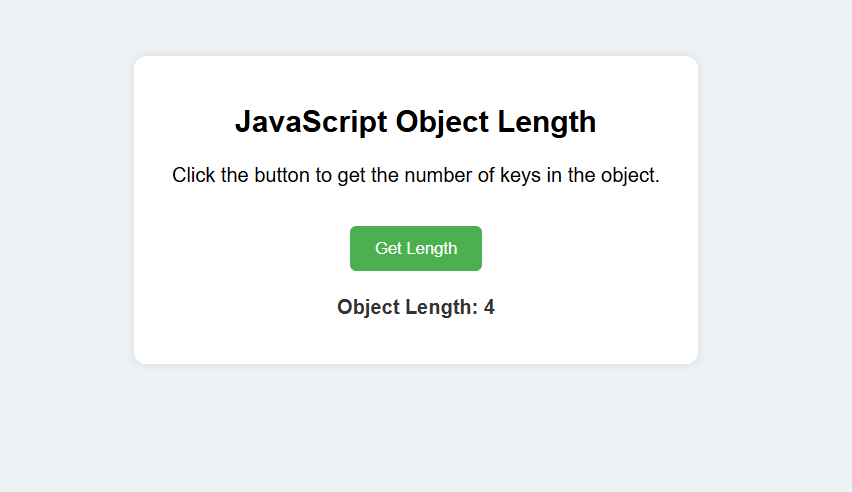 JavaScript Object Length
Click the button to get the number of keys in the object.
Get Length
Object Length: 4